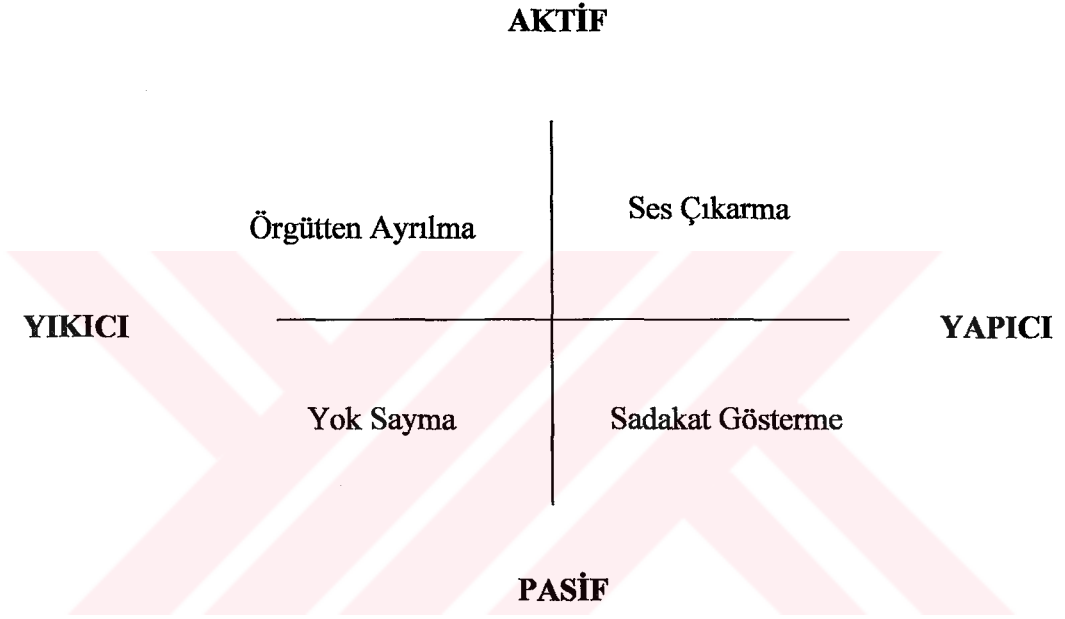 AKTİF
Örgütten Ayrılma
Ses Çıkarma
YIKICI
YAPICI
Yok Sayma
Sadakat Gösterme
PASİF